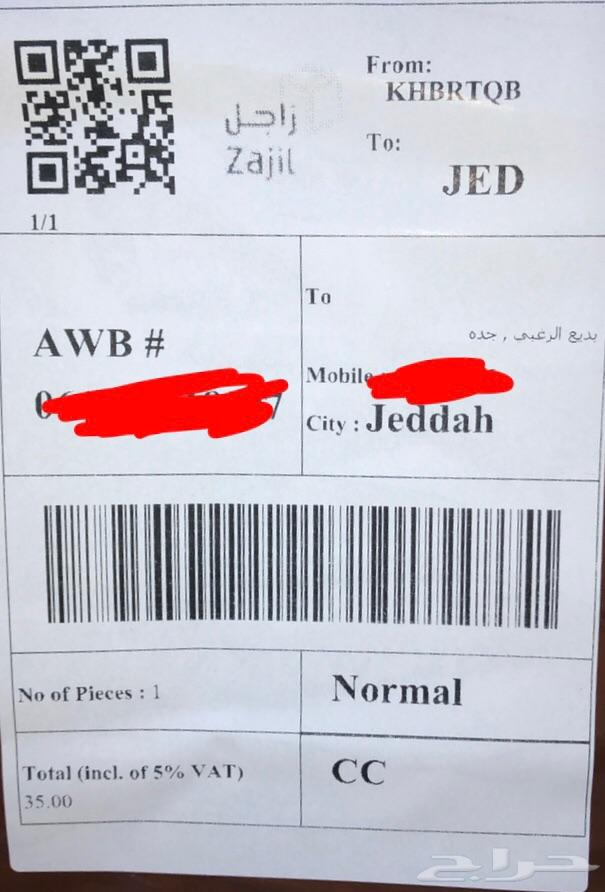 زاجل
Zajil
From:
KHBRTQB
To:
JED
1/1
AWB #
To
بديع الزغبي , جده
Mobile
City : Jeddah
No of Pieces : 1
Normal
Total (incl. of 5% VAT)
35.00
CC
حراج